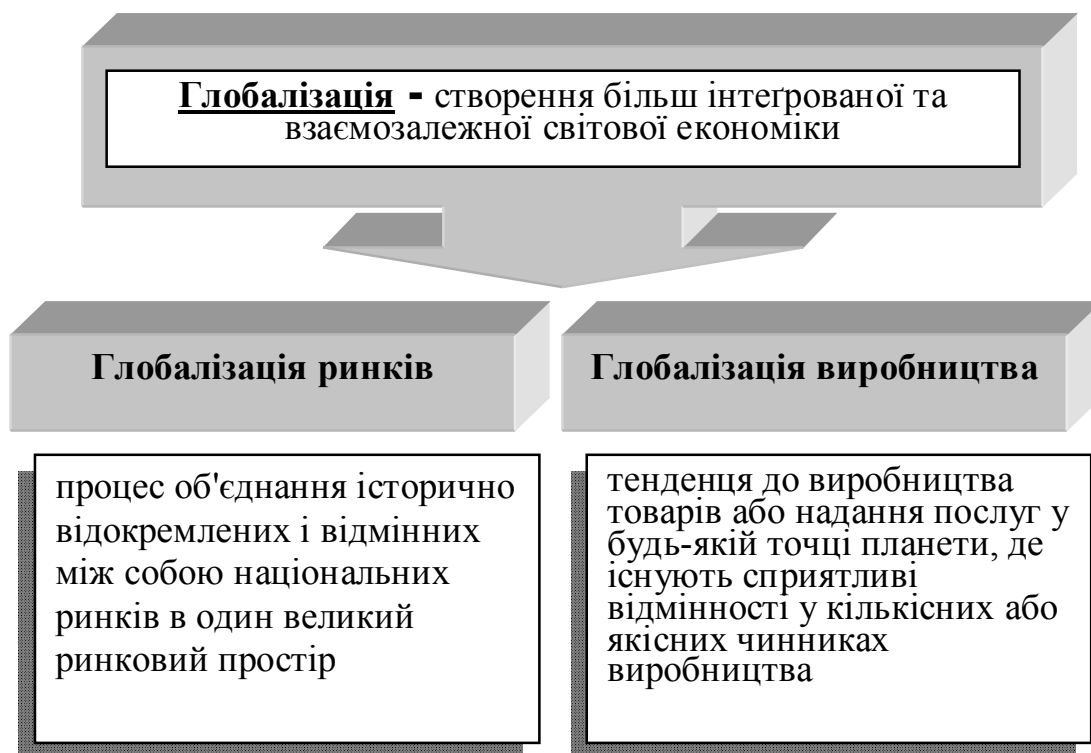 Глобалізація - створення більш інтеґрованої та
взаємозалежної світової економіки
Глобалізація ринків
Глобалізація виробництва
процес об'єднання історично
відокремлених і відмінних
між собою національних
ринків в один великий
ринковий простір
тенденця до виробництва
товарів або надання послуг у
будь-якій точці планети, де
існують сприятливі
відмінності у кількісних або
якісних чинниках
виробництва